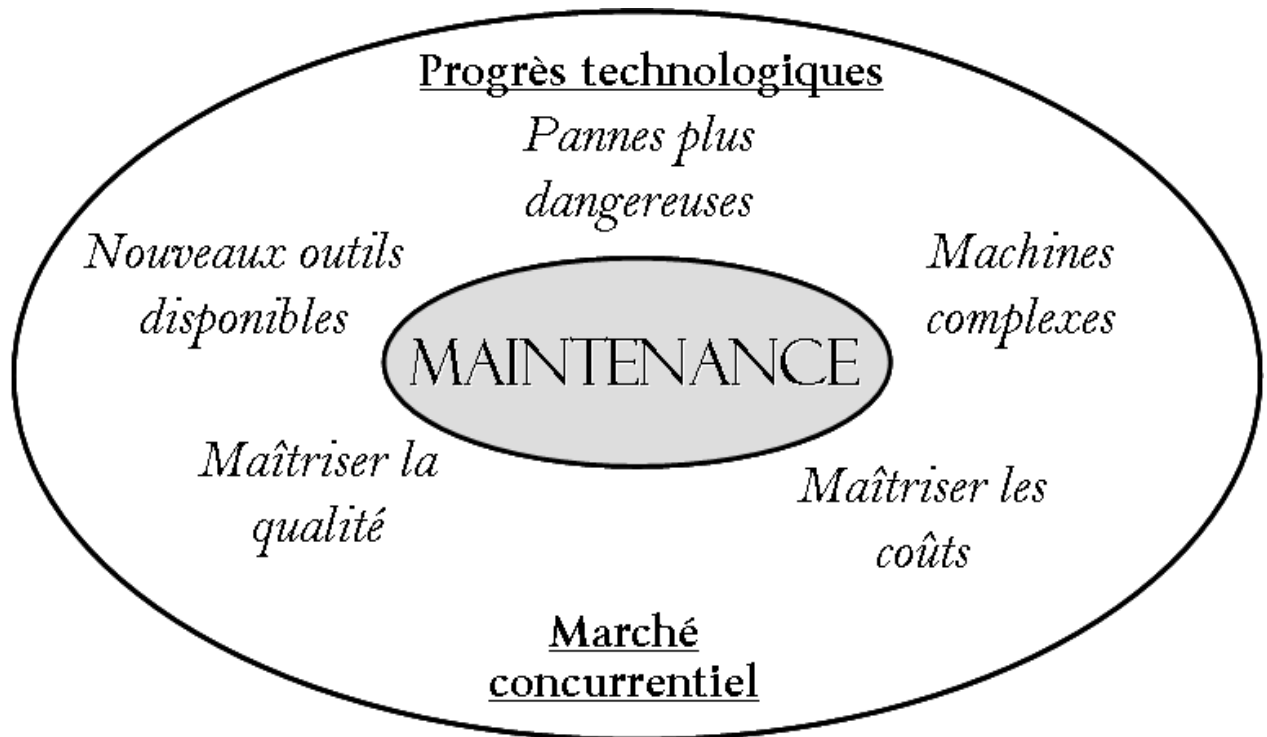 Progrès technologiques
Pannes plus
dangereuses
Nouveaux outils
disponibles
Machines
complexes
MAINTENANCE
Maîtriser la
qualité
Maîtriser les
coûts
Marché
concurrentiel